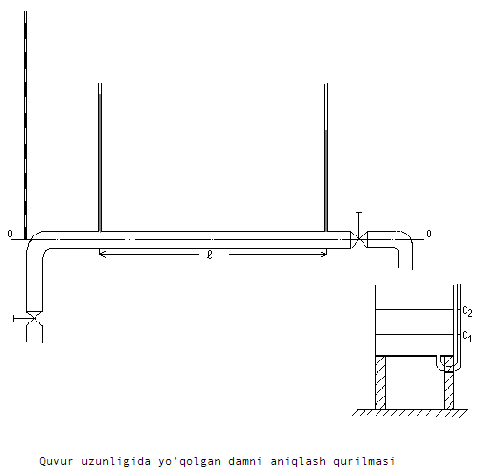 0
0
ℓ
C2
C1
Quvur uzunligida yo'qolgan damni aniqlash qurilmasi